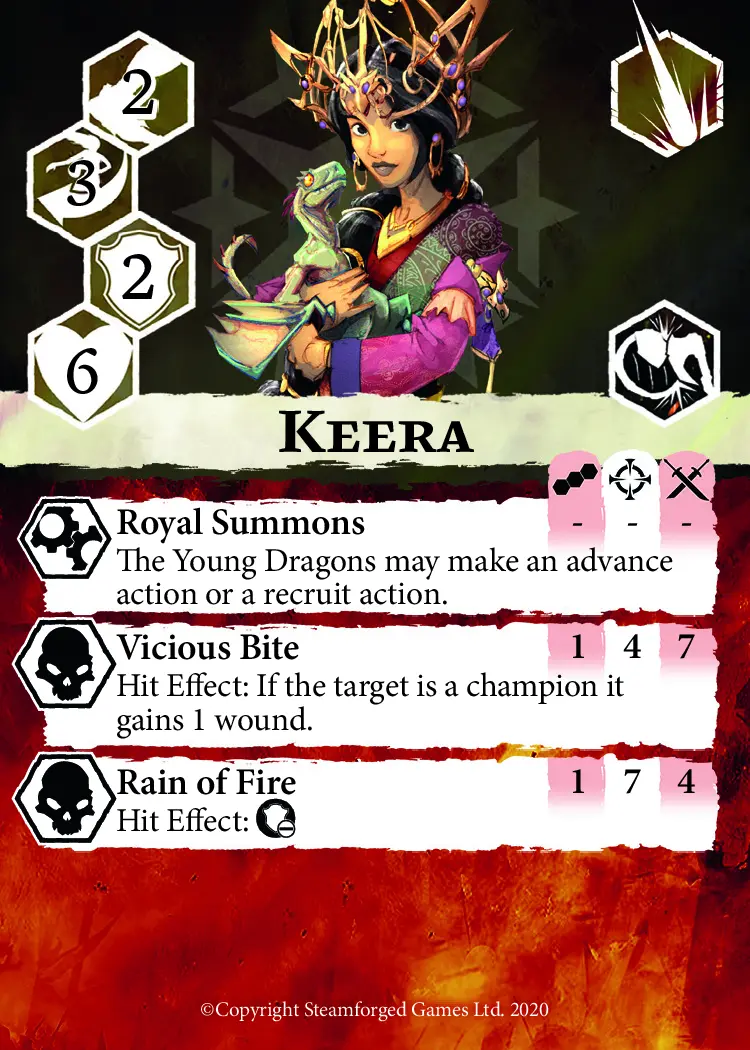 2
3
2
6
KEERA
Royal Summons - - -
The Young Dragons may make an advance
action or a recruit action.
Vicious Bite 1 4 7
Hit Effect: If the target is a champion it
gains 1 wound.
Rain of Fire 1 7 4
Hit Effect:
©Copyright Steamforged Games Ltd. 2020